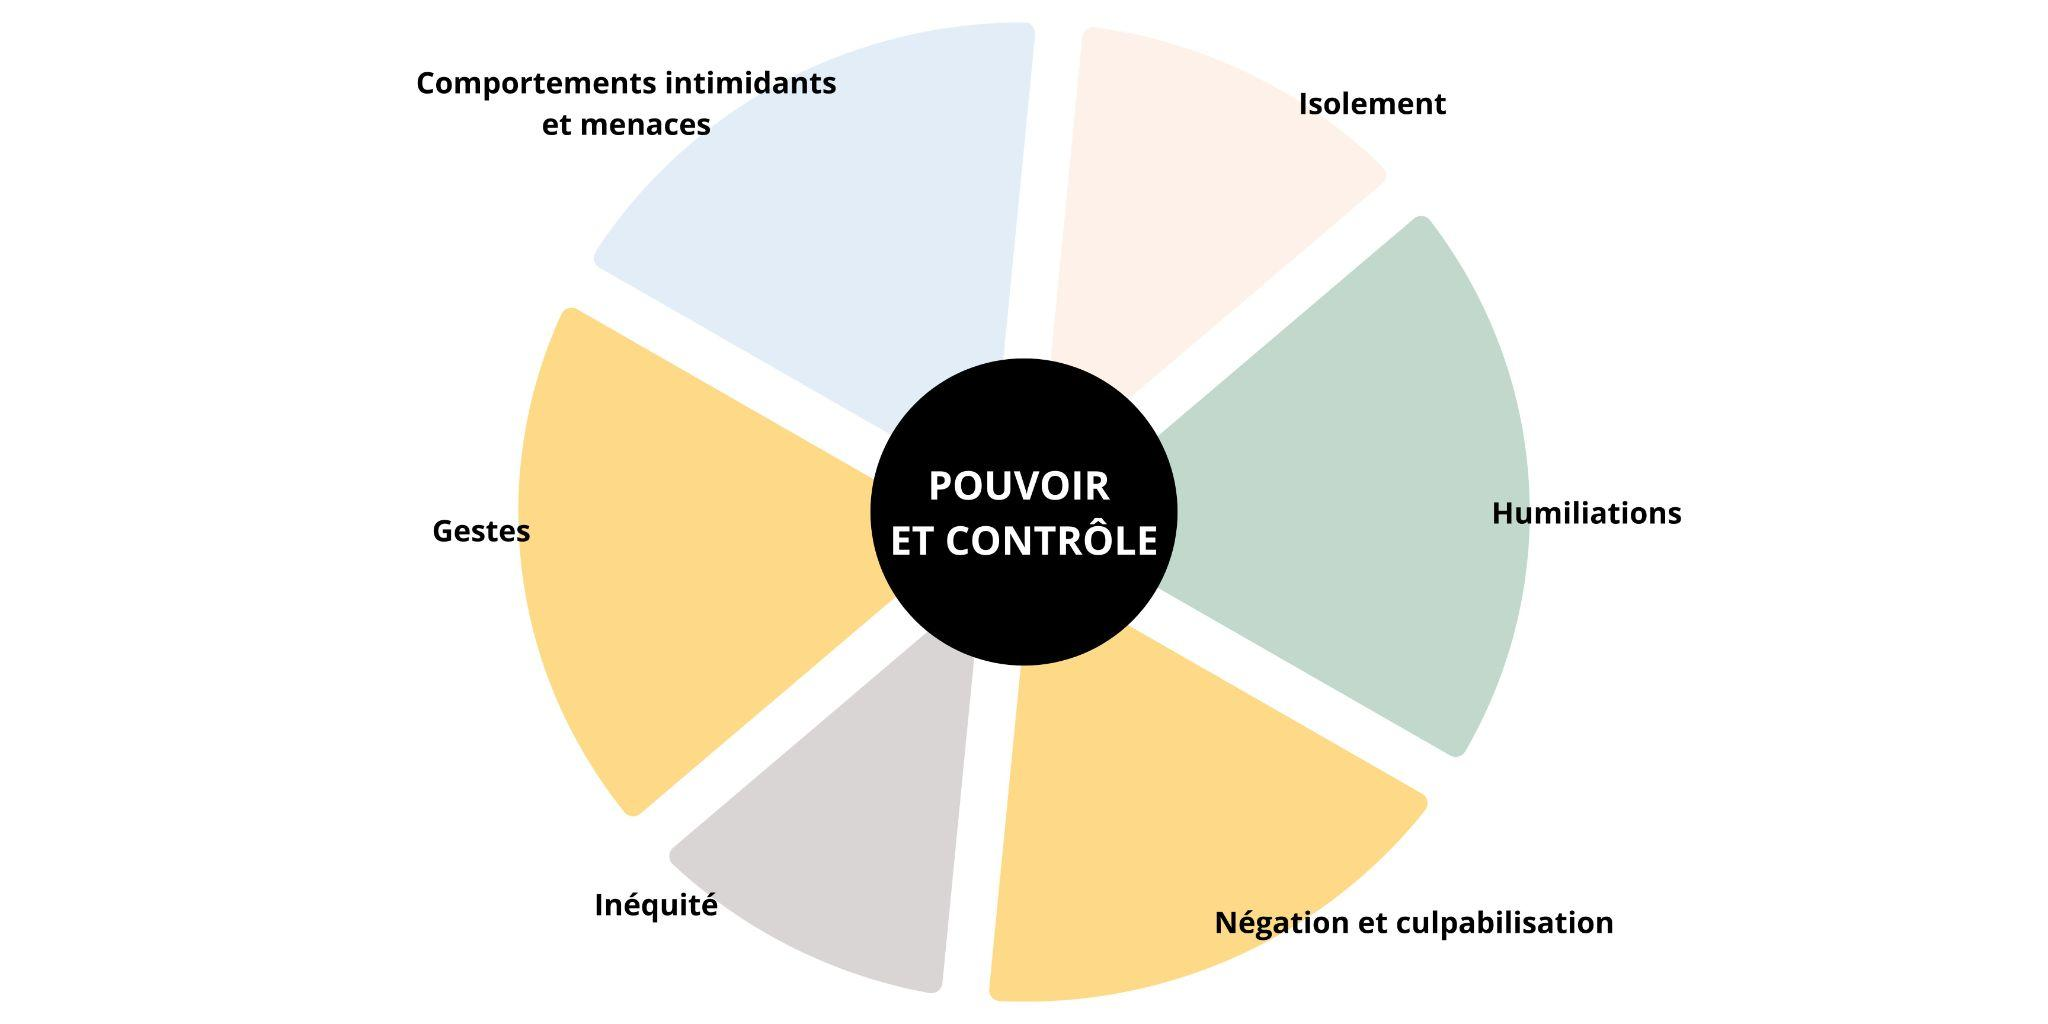 Comportements intimidants
et menaces
Isolement
POUVOIR
ET CONTRÔLE
Gestes
Humiliations
Inéquité
Négation et culpabilisation